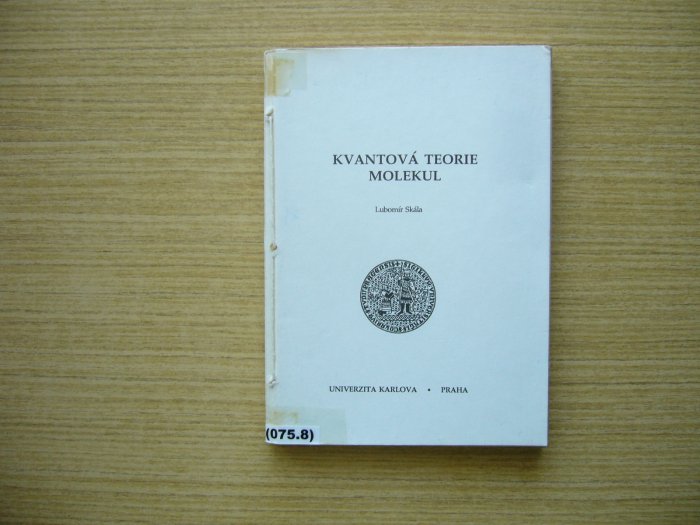 KVANTOVÁ TEORIE
MOLEKUL
Lubomír Skála
UNIVERZITA KARLOVA • PRAHA
(075.8)